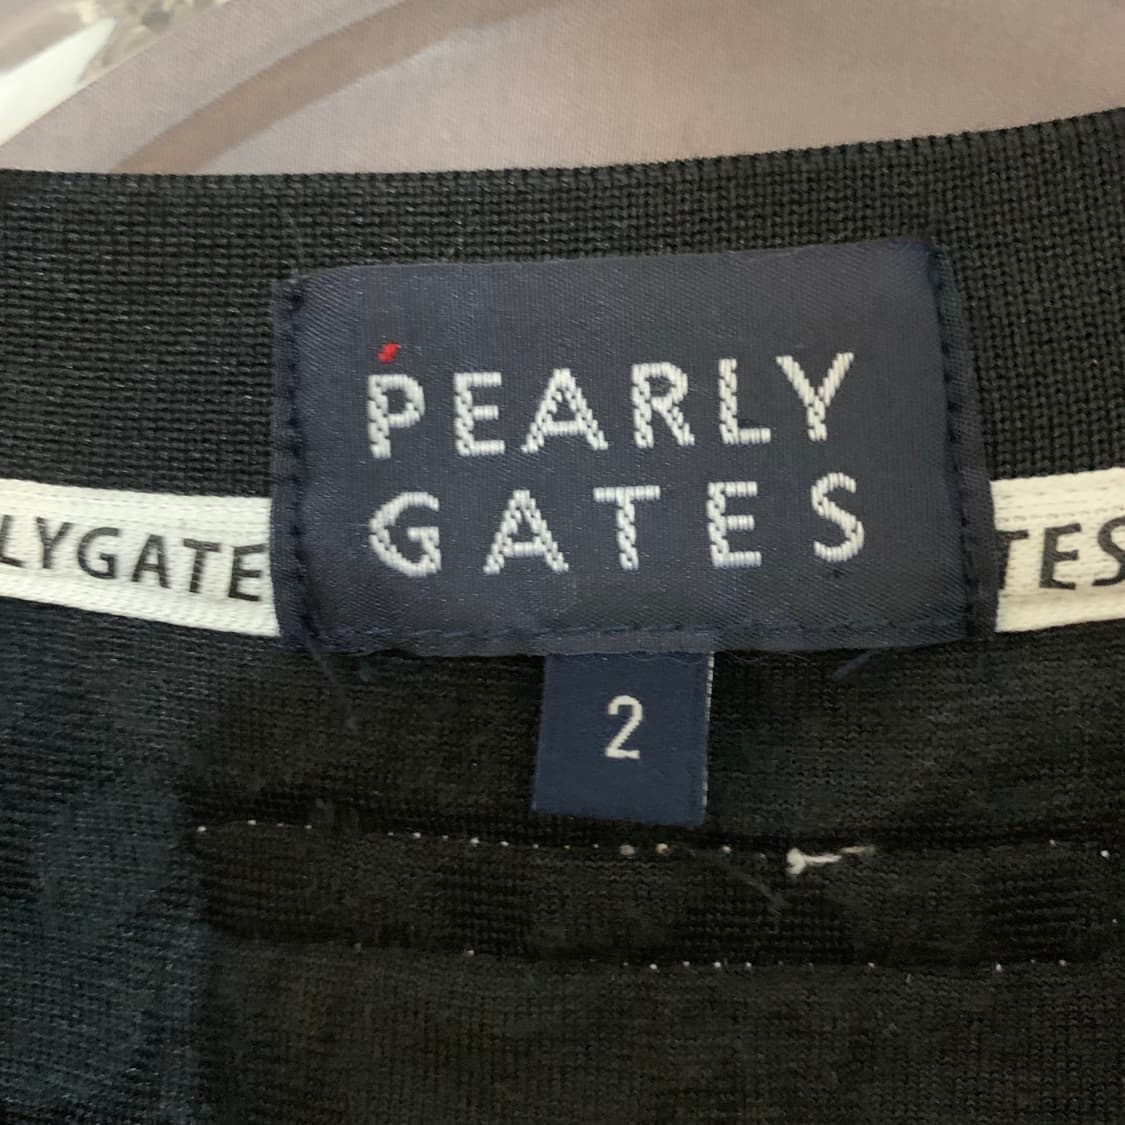 PEARLY
GATES
LYGATE
TES
2